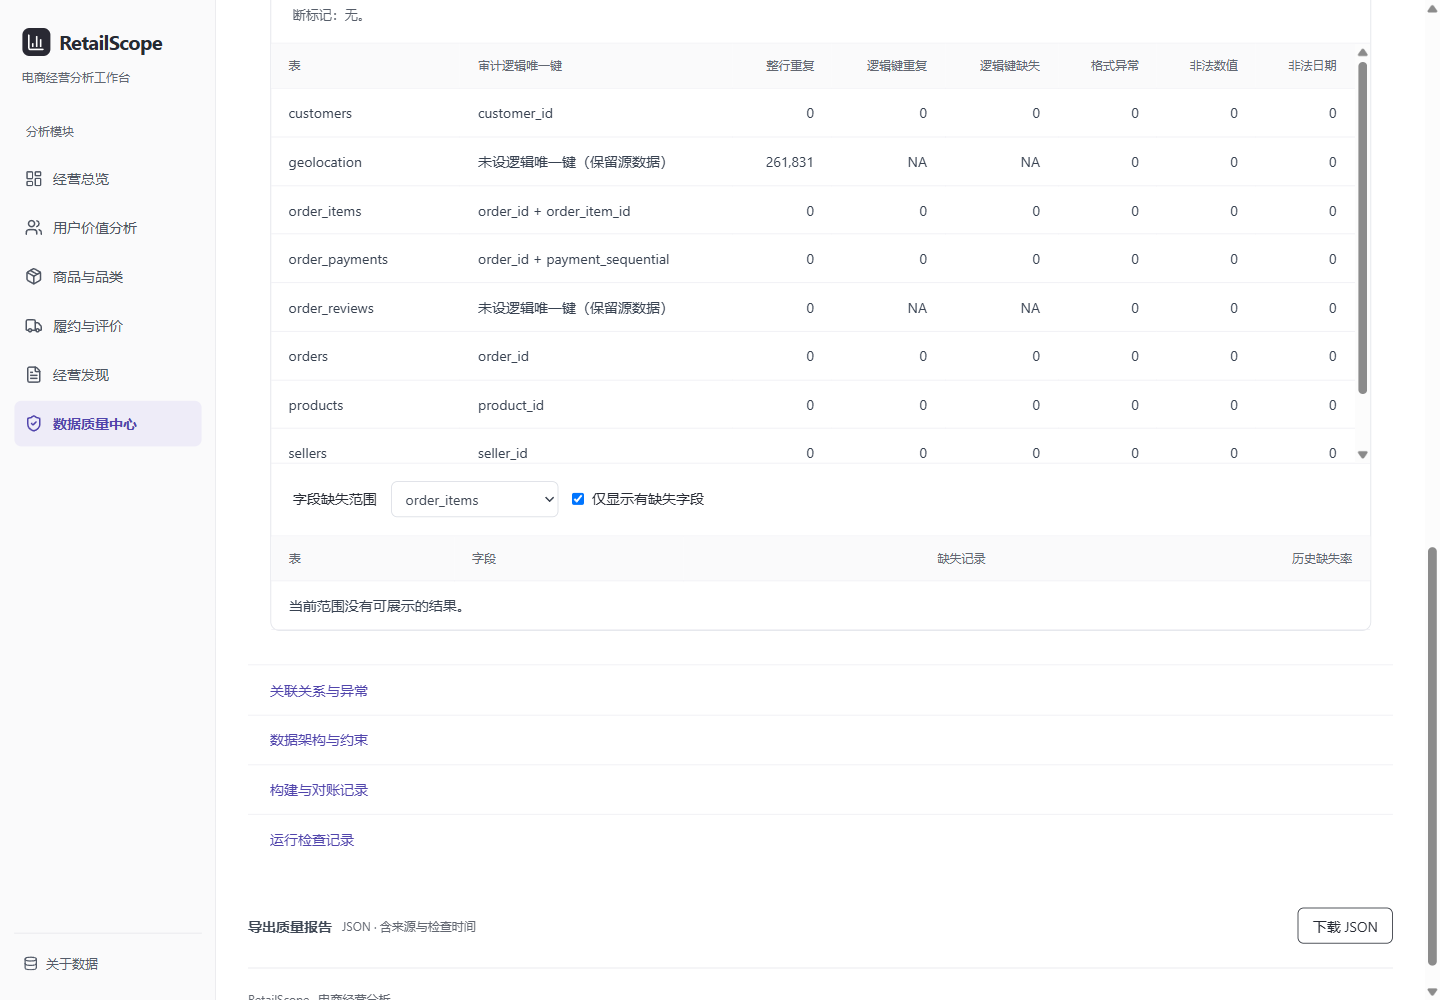 RetailScope
电商经营分析工作台
分析模块
经营总览
用户价值分析
商品与品类
履约与评价
经营发现
数据质量中心
关于数据
断标记：无。
表 审计逻辑唯一键 整行重复 逻辑键重复 逻辑键缺失 格式异常 非法数值 非法日期
customers customer_id 0 0 0 0 0 0
geolocation 未设逻辑唯一键（保留源数据） 261,831 NA NA 0 0 0
order_items order_id + order_item_id 0 0 0 0 0 0
order_payments order_id + payment_sequential 0 0 0 0 0 0
order_reviews 未设逻辑唯一键（保留源数据） 0 NA NA 0 0 0
orders order_id 0 0 0 0 0 0
products product_id 0 0 0 0 0 0
sellers seller_id 0 0 0 0 0 0
字段缺失范围 order_items 仅显示有缺失字段
表 字段 缺失记录 历史缺失率
当前范围没有可展示的结果。
关联关系与异常
数据架构与约束
构建与对账记录
运行检查记录
导出质量报告 JSON · 含来源与检查时间 下载 JSON
RetailScope 电商经营分析